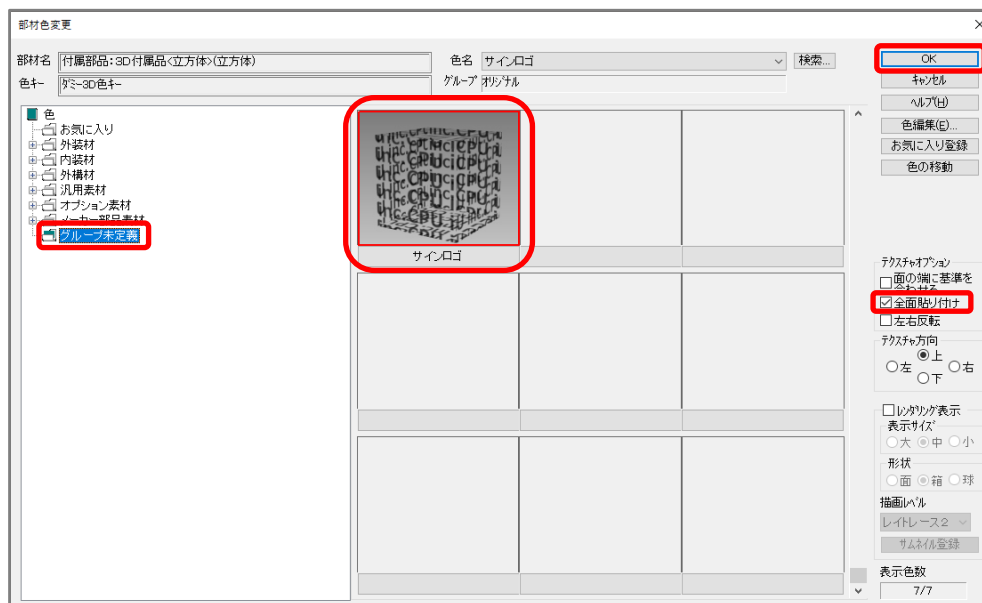 部材色変更
部材名 付属部品:3D付属品<立方体>(立方体)
色名 サインロゴ 検索...
色キー ダミー3D色キー
グループ オリジナル
OK
キャンセル
ヘルプ(H)
色編集(E)...
お気に入り登録
色の移動
色
お気に入り
外装材
内装材
外構材
汎用素材
オプション素材
メーカー部品素材
グループ未定義
サインロゴ
テクスチャオプション
面の端に基準を
合わせる
全面貼り付け
左右反転
テクスチャ方向
上
左 右
下
レンダリング表示
表示サイズ
大 中 小
形状
面 箱 球
描画レベル
レイトレース2
サムネイル登録
表示色数
7/7